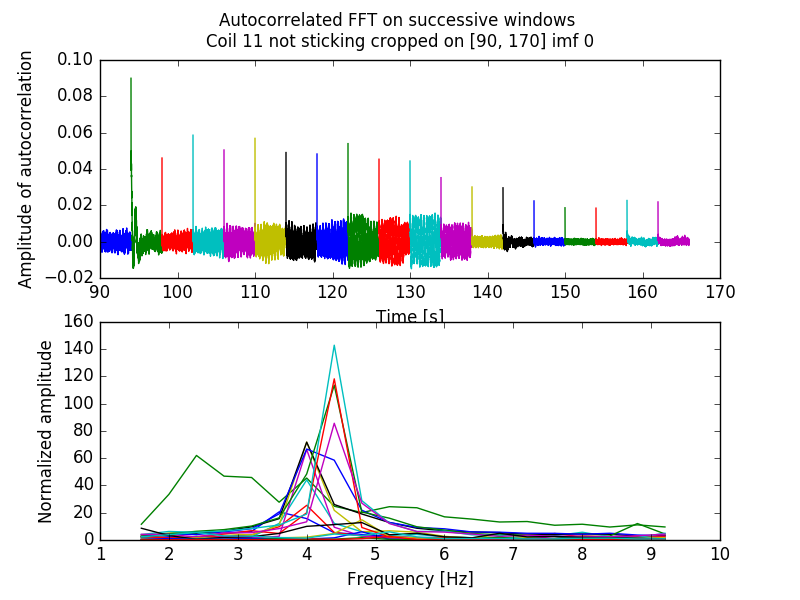 Autocorrelated FFT on successive windows
Coil 11 not sticking cropped on [90, 170] imf 0
Amplitude of autocorrelation
0.10
0.08
0.06
0.04
0.02
0.00
−0.02
90 100 110 120 130 140 150 160 170
Time [s]
Normalized amplitude
160
140
120
100
80
60
40
20
0
1 2 3 4 5 6 7 8 9 10
Frequency [Hz]